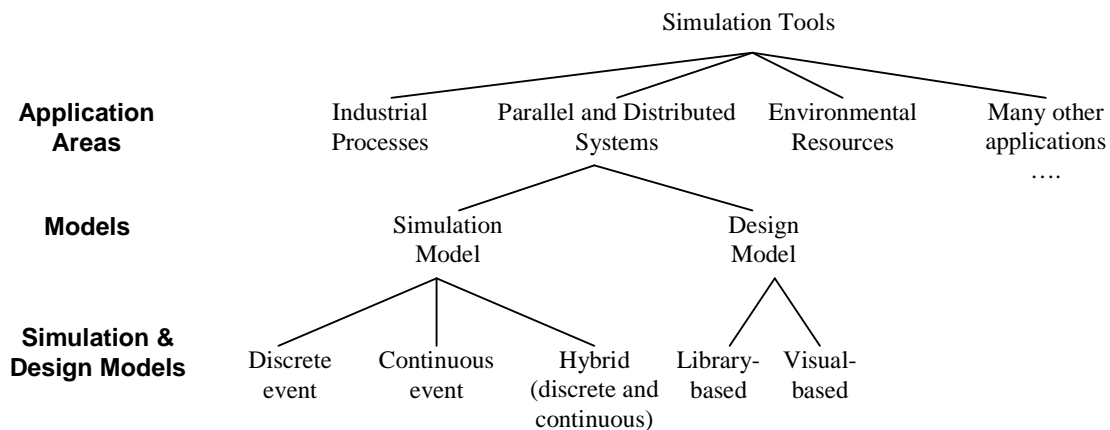 Simulation Tools
Application
Areas
Industrial
Processes
Parallel and Distributed
Systems
Environmental
Resources
Many other
applications
....
Models
Simulation
Model
Design
Model
Simulation &
Design Models
Discrete
event
Continuous
event
Hybrid
(discrete and
continuous)
Library-
based
Visual-
based